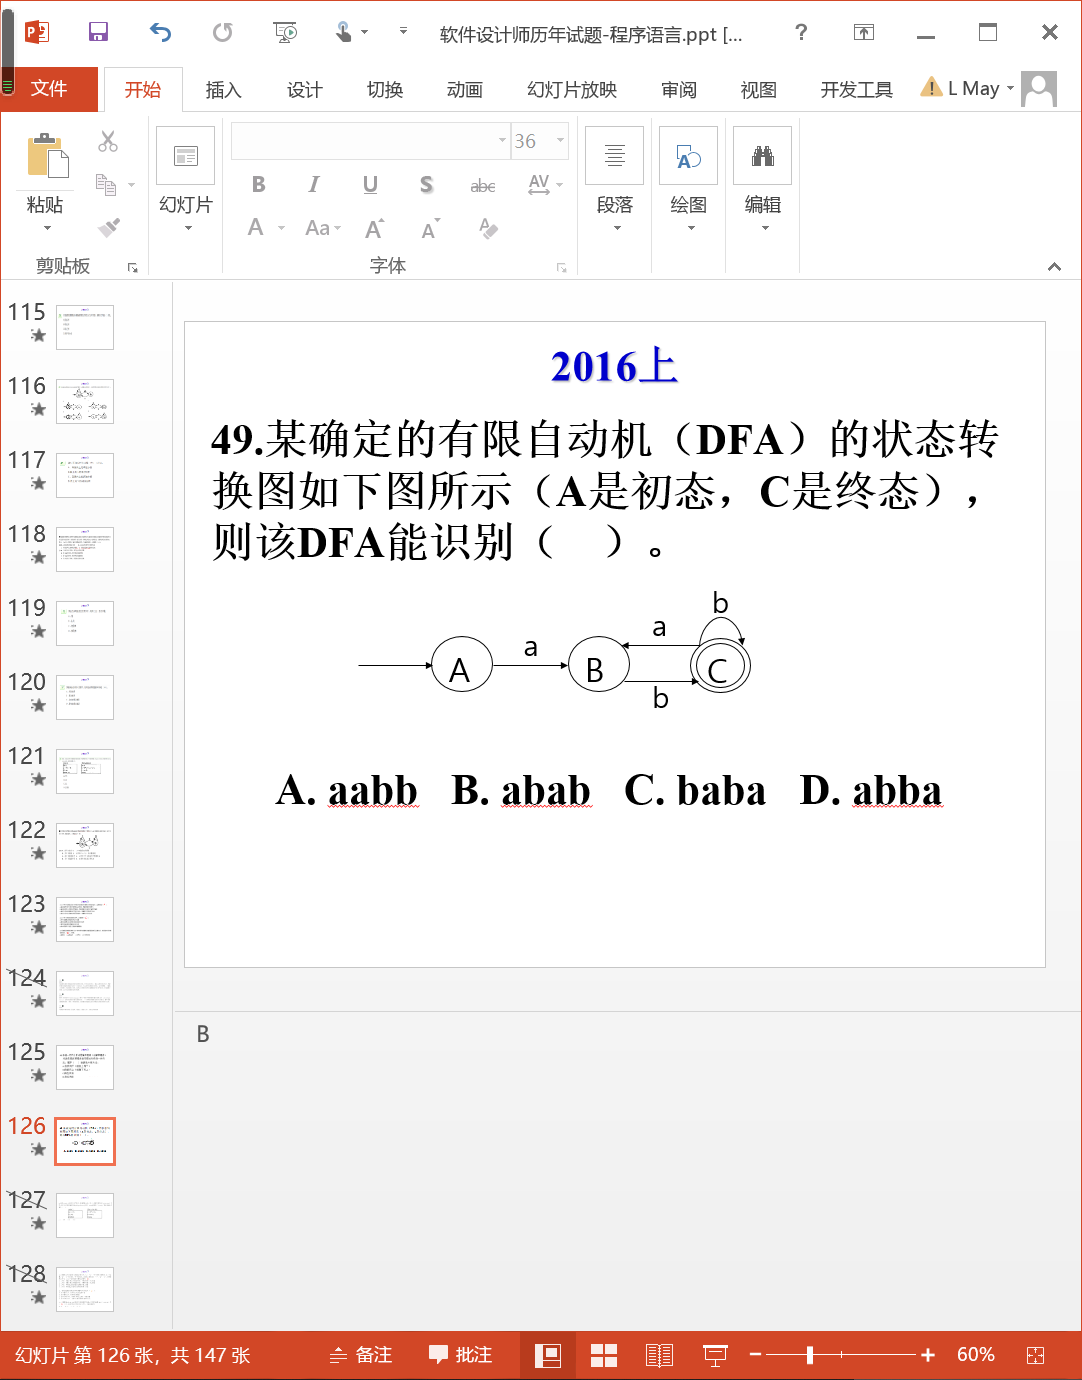 软件设计师历年试题-程序语言.ppt [...
?
文件
开始
插入
设计
切换
动画
幻灯片放映
审阅
视图
开发工具
L May
粘贴
幻灯片
36
B I U S abc AV
A Aa A A A
段落
绘图
编辑
剪贴板
字体
115
116
117
118
119
120
121
122
123
124
125
126
127
128
2016上
49.某确定的有限自动机（DFA）的状态转
换图如下图所示（A是初态，C是终态），
则该DFA能识别（ ）。
b
a
a
A
B
C
b
A. aabb B. abab C. baba D. abba
B
幻灯片 第 126 张，共 147 张
备注
批注
60%